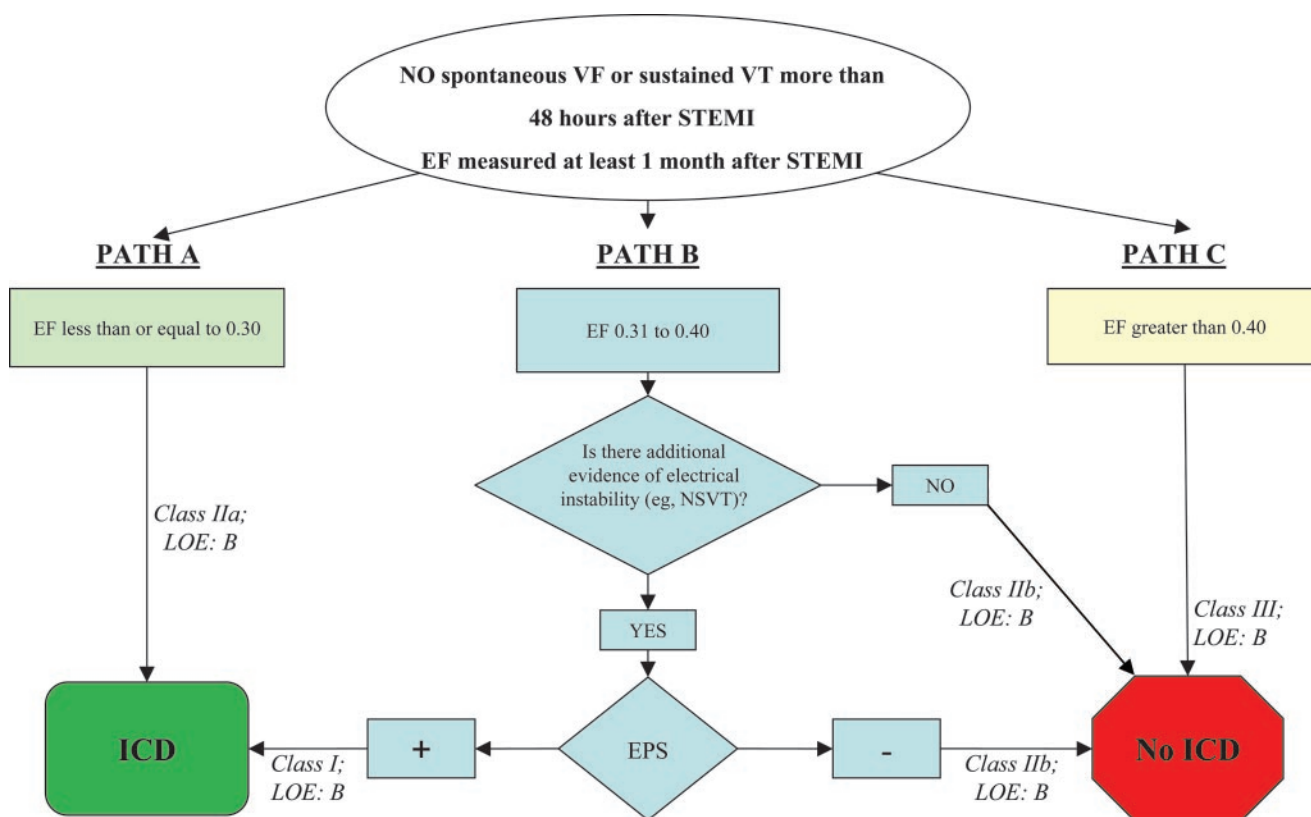 NO spontaneous VF or sustained VT more than
48 hours after STEMI
EF measured at least 1 month after STEMI
PATH A
PATH B
PATH C
EF less than or equal to 0.30
EF 0.31 to 0.40
EF greater than 0.40
Is there additional
evidence of electrical
instability (eg, NSVT)?
NO
Class IIa;
LOE: B
Class IIb;
LOE: B
Class III;
LOE: B
YES
ICD
+
EPS
-
No ICD
Class I;
LOE: B
Class IIb;
LOE: B